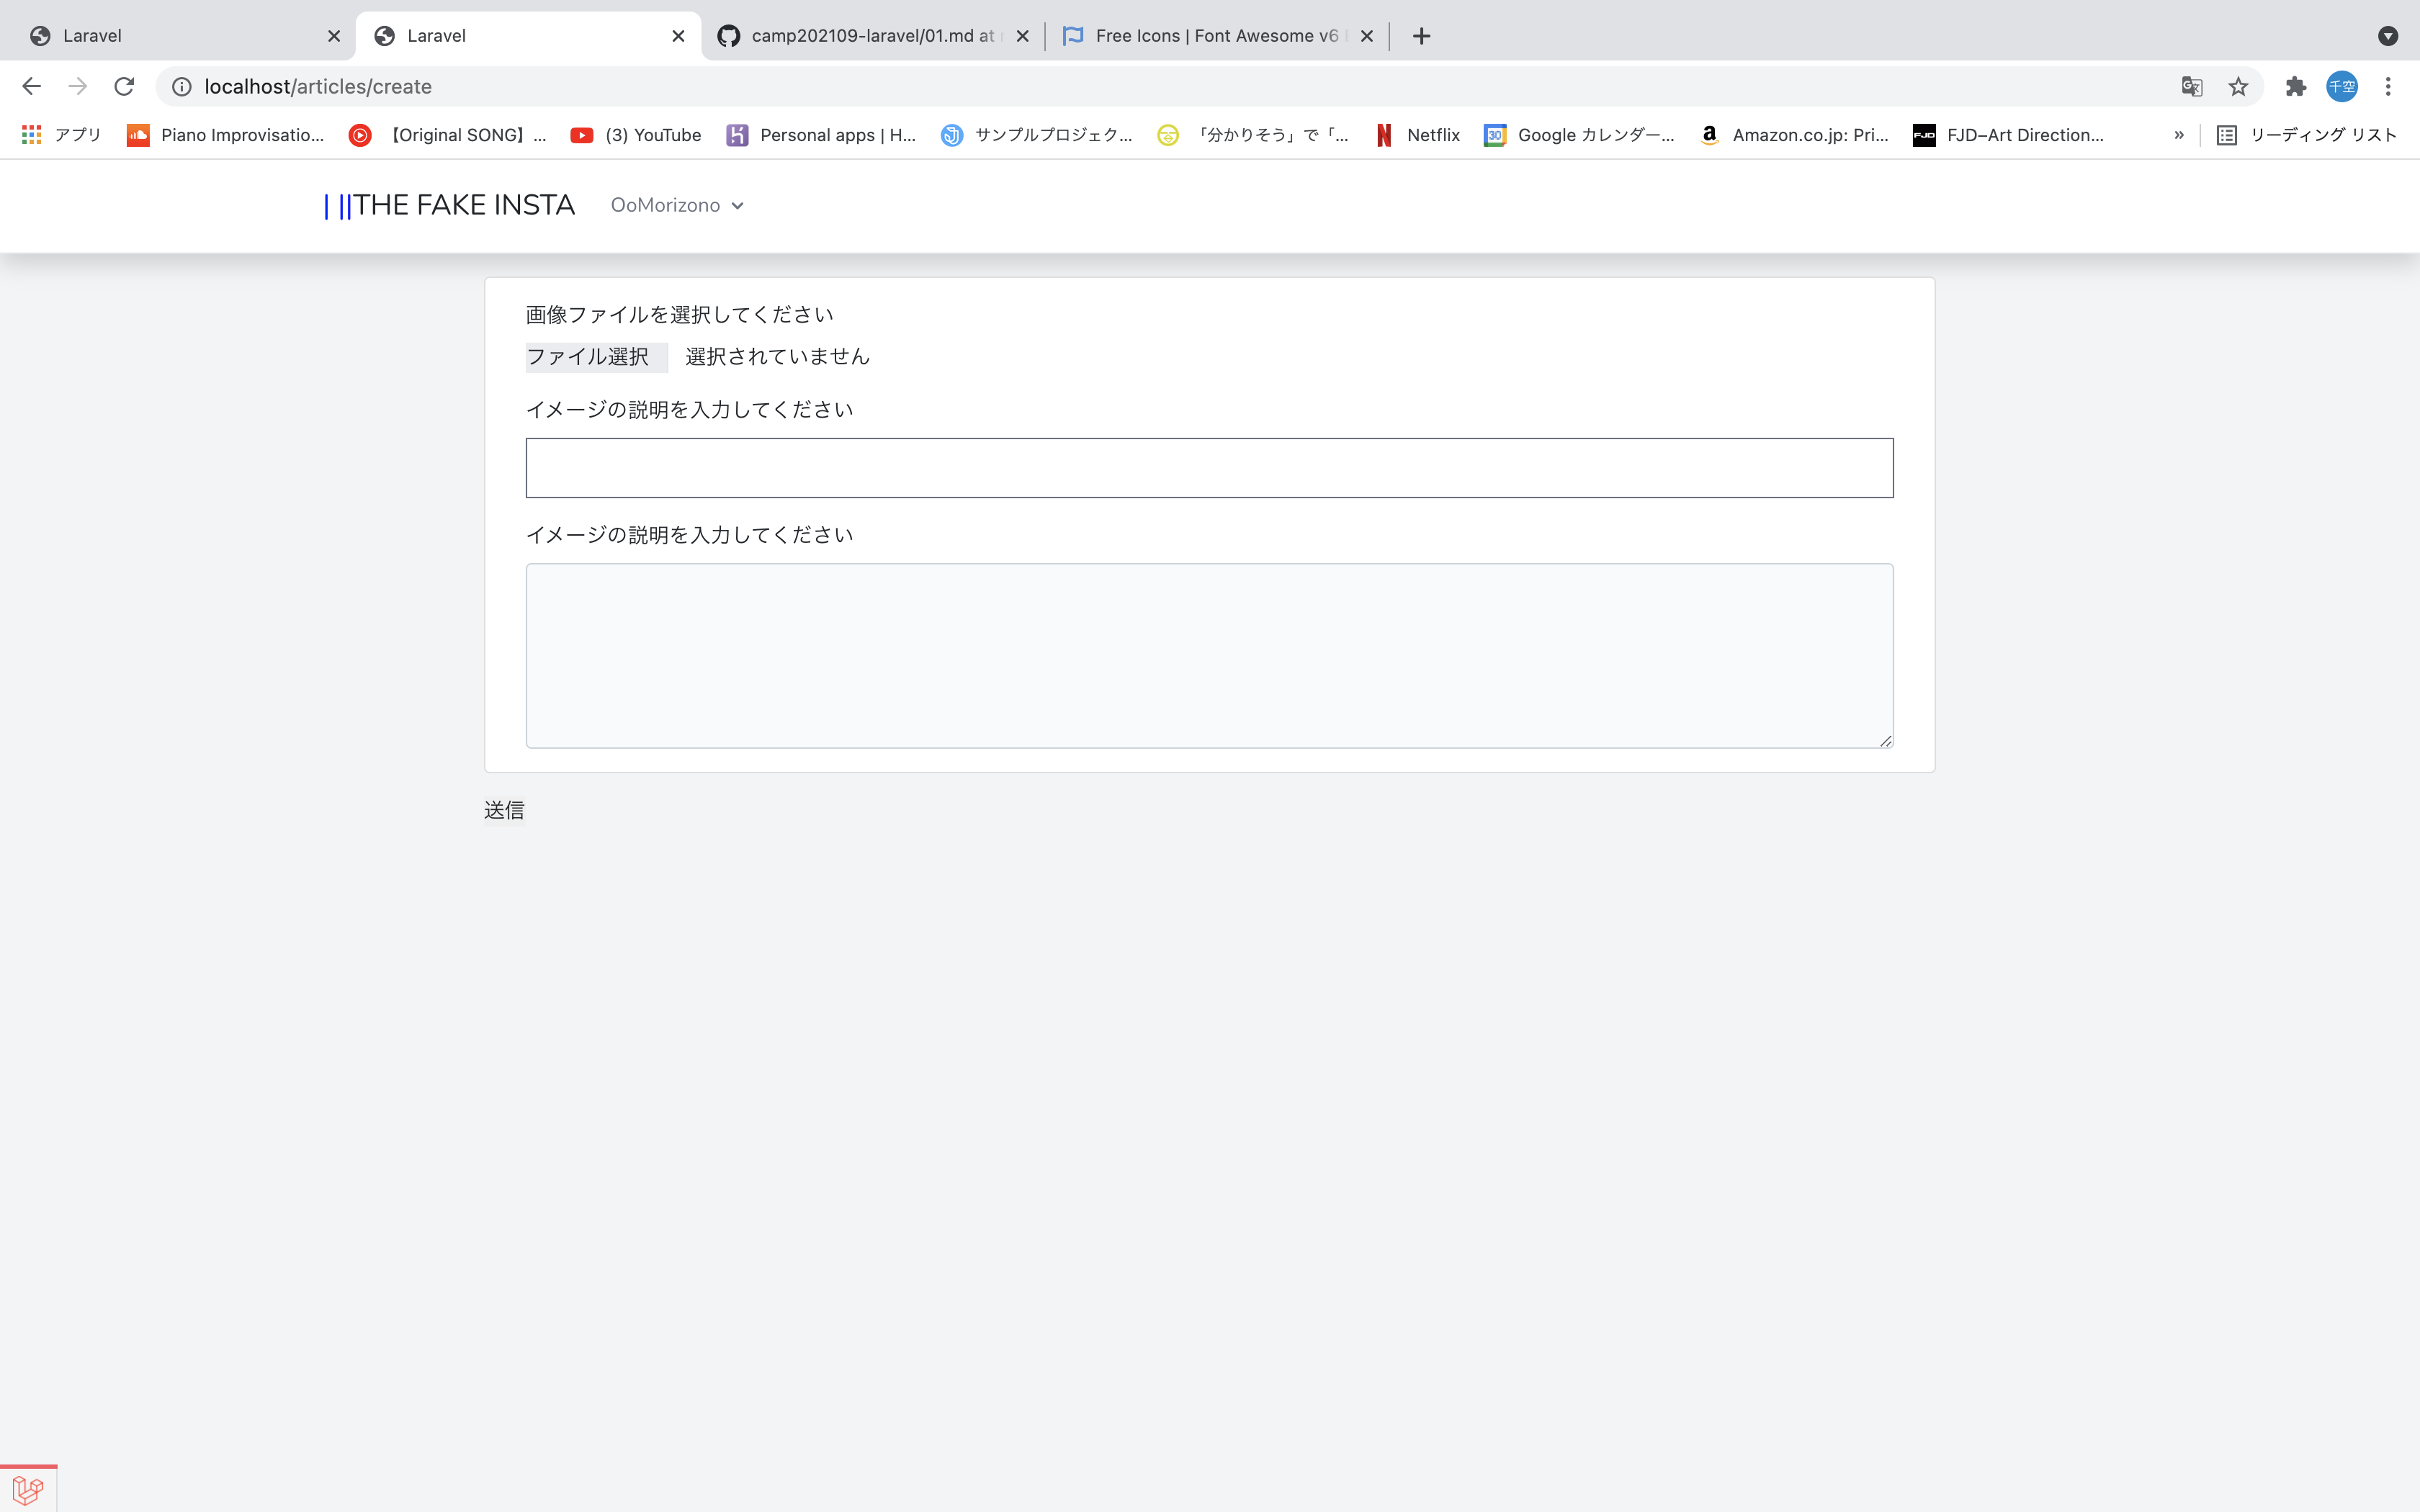 Laravel
Laravel
camp202109-laravel/01.md at
Free Icons | Font Awesome v6
localhost/articles/create
千空
アプリ
Piano Improvisatio...
【Original SONG】...
(3) YouTube
Personal apps | H...
サンプルプロジェク...
「分かりそう」で「...
Netflix
30
Google カレンダー...
Amazon.co.jp: Pri...
FJD
FJD–Art Direction...
»
リーディング リスト
| ||THE FAKE INSTA
OoMorizono
画像ファイルを選択してください
ファイル選択 選択されていません
イメージの説明を入力してください
イメージの説明を入力してください
送信